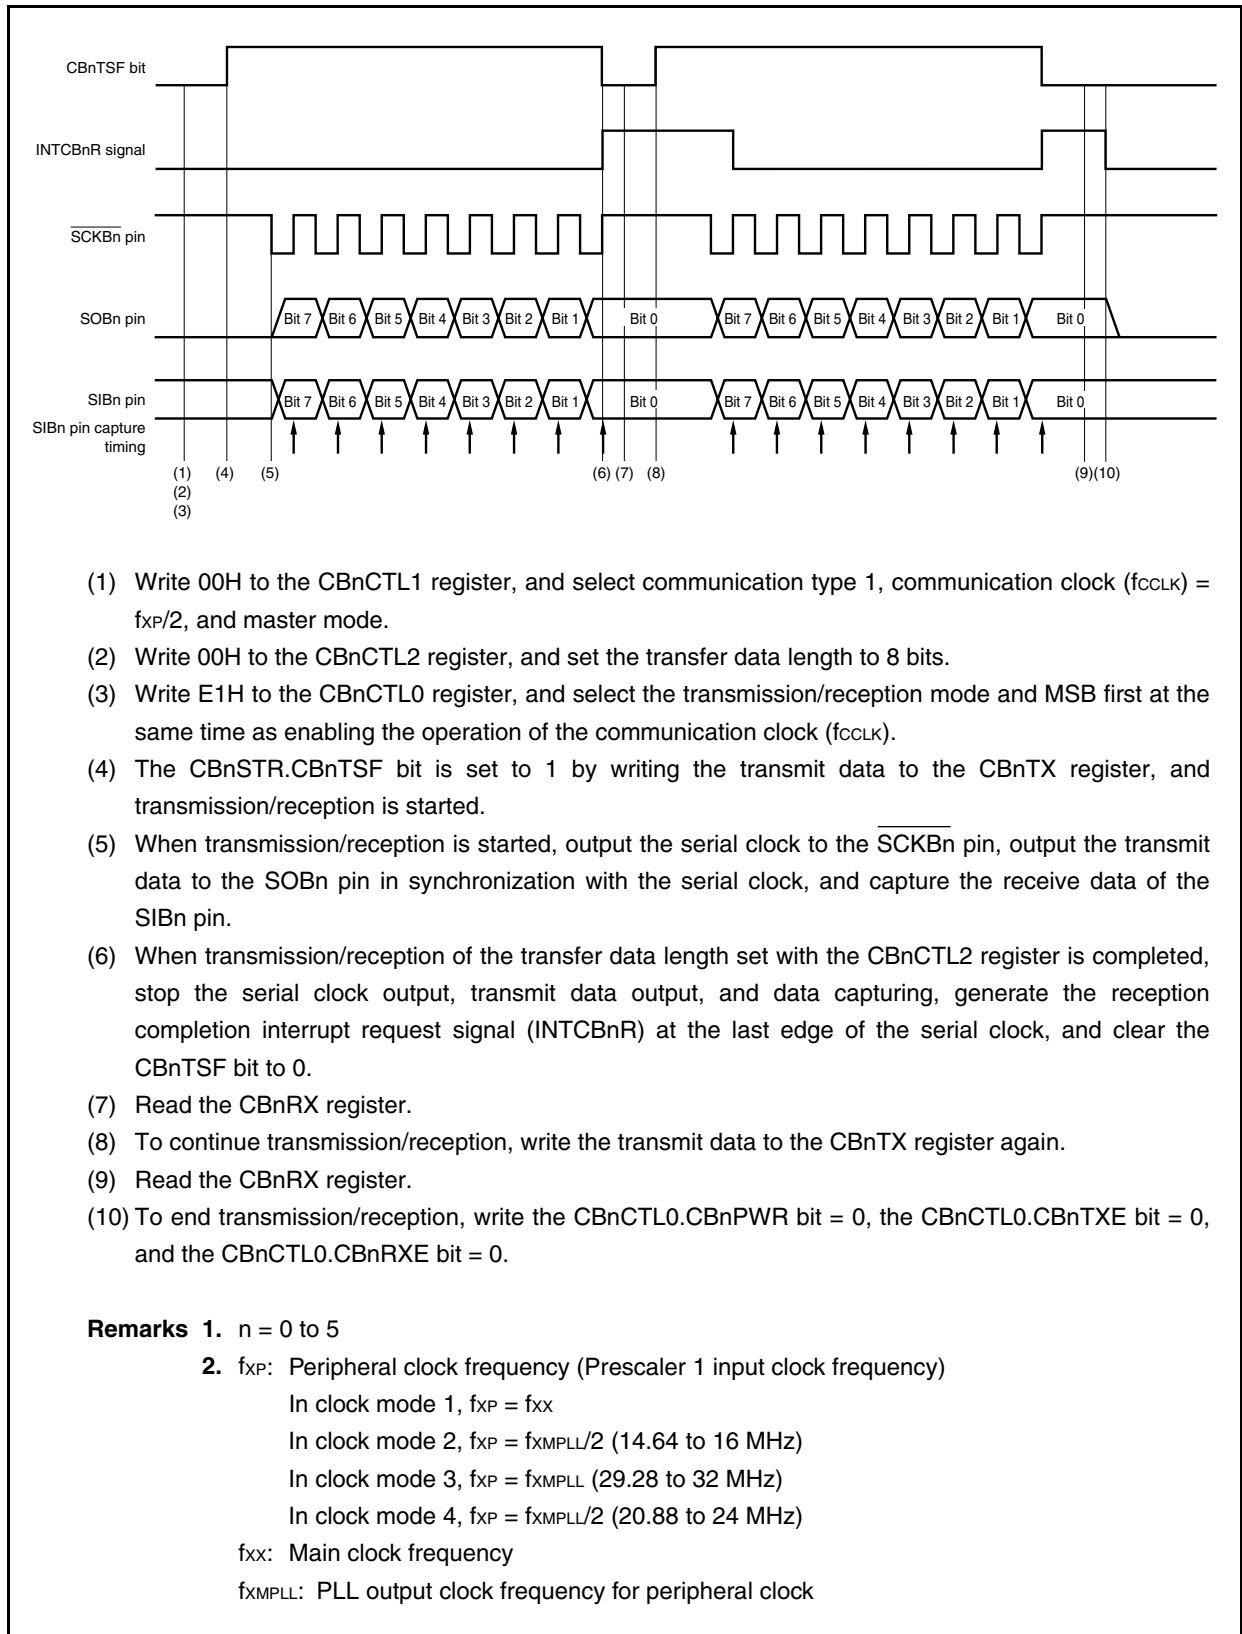 CBnTSF bit
INTCBnR signal
SCKBn pin
SOBn pin
Bit 7 Bit 6 Bit 5 Bit 4 Bit 3 Bit 2 Bit 1 Bit 0 Bit 7 Bit 6 Bit 5 Bit 4 Bit 3 Bit 2 Bit 1 Bit 0
SIBn pin
Bit 7 Bit 6 Bit 5 Bit 4 Bit 3 Bit 2 Bit 1 Bit 0 Bit 7 Bit 6 Bit 5 Bit 4 Bit 3 Bit 2 Bit 1 Bit 0
SIBn pin capture
timing
(1) (4) (5) (6) (7) (8) (9) (10)
(2)
(3)
(1) Write 00H to the CBnCTL1 register, and select communication type 1, communication clock (fCCLK) =
fXP/2, and master mode.
(2) Write 00H to the CBnCTL2 register, and set the transfer data length to 8 bits.
(3) Write E1H to the CBnCTL0 register, and select the transmission/reception mode and MSB first at the
same time as enabling the operation of the communication clock (fCCLK).
(4) The CBnSTR.CBnTSF bit is set to 1 by writing the transmit data to the CBnTX register, and
transmission/reception is started.
(5) When transmission/reception is started, output the serial clock to the SCKBn pin, output the transmit
data to the SOBn pin in synchronization with the serial clock, and capture the receive data of the
SIBn pin.
(6) When transmission/reception of the transfer data length set with the CBnCTL2 register is completed,
stop the serial clock output, transmit data output, and data capturing, generate the reception
completion interrupt request signal (INTCBnR) at the last edge of the serial clock, and clear the
CBnTSF bit to 0.
(7) Read the CBnRX register.
(8) To continue transmission/reception, write the transmit data to the CBnTX register again.
(9) Read the CBnRX register.
(10) To end transmission/reception, write the CBnCTL0.CBnPWR bit = 0, the CBnCTL0.CBnTXE bit = 0,
and the CBnCTL0.CBnRXE bit = 0.
Remarks 1. n = 0 to 5
2. fXP: Peripheral clock frequency (Prescaler 1 input clock frequency)
In clock mode 1, fXP = fXX
In clock mode 2, fXP = fXMPLL/2 (14.64 to 16 MHz)
In clock mode 3, fXP = fXMPLL (29.28 to 32 MHz)
In clock mode 4, fXP = fXMPLL/2 (20.88 to 24 MHz)
fXX: Main clock frequency
fXMPLL: PLL output clock frequency for peripheral clock